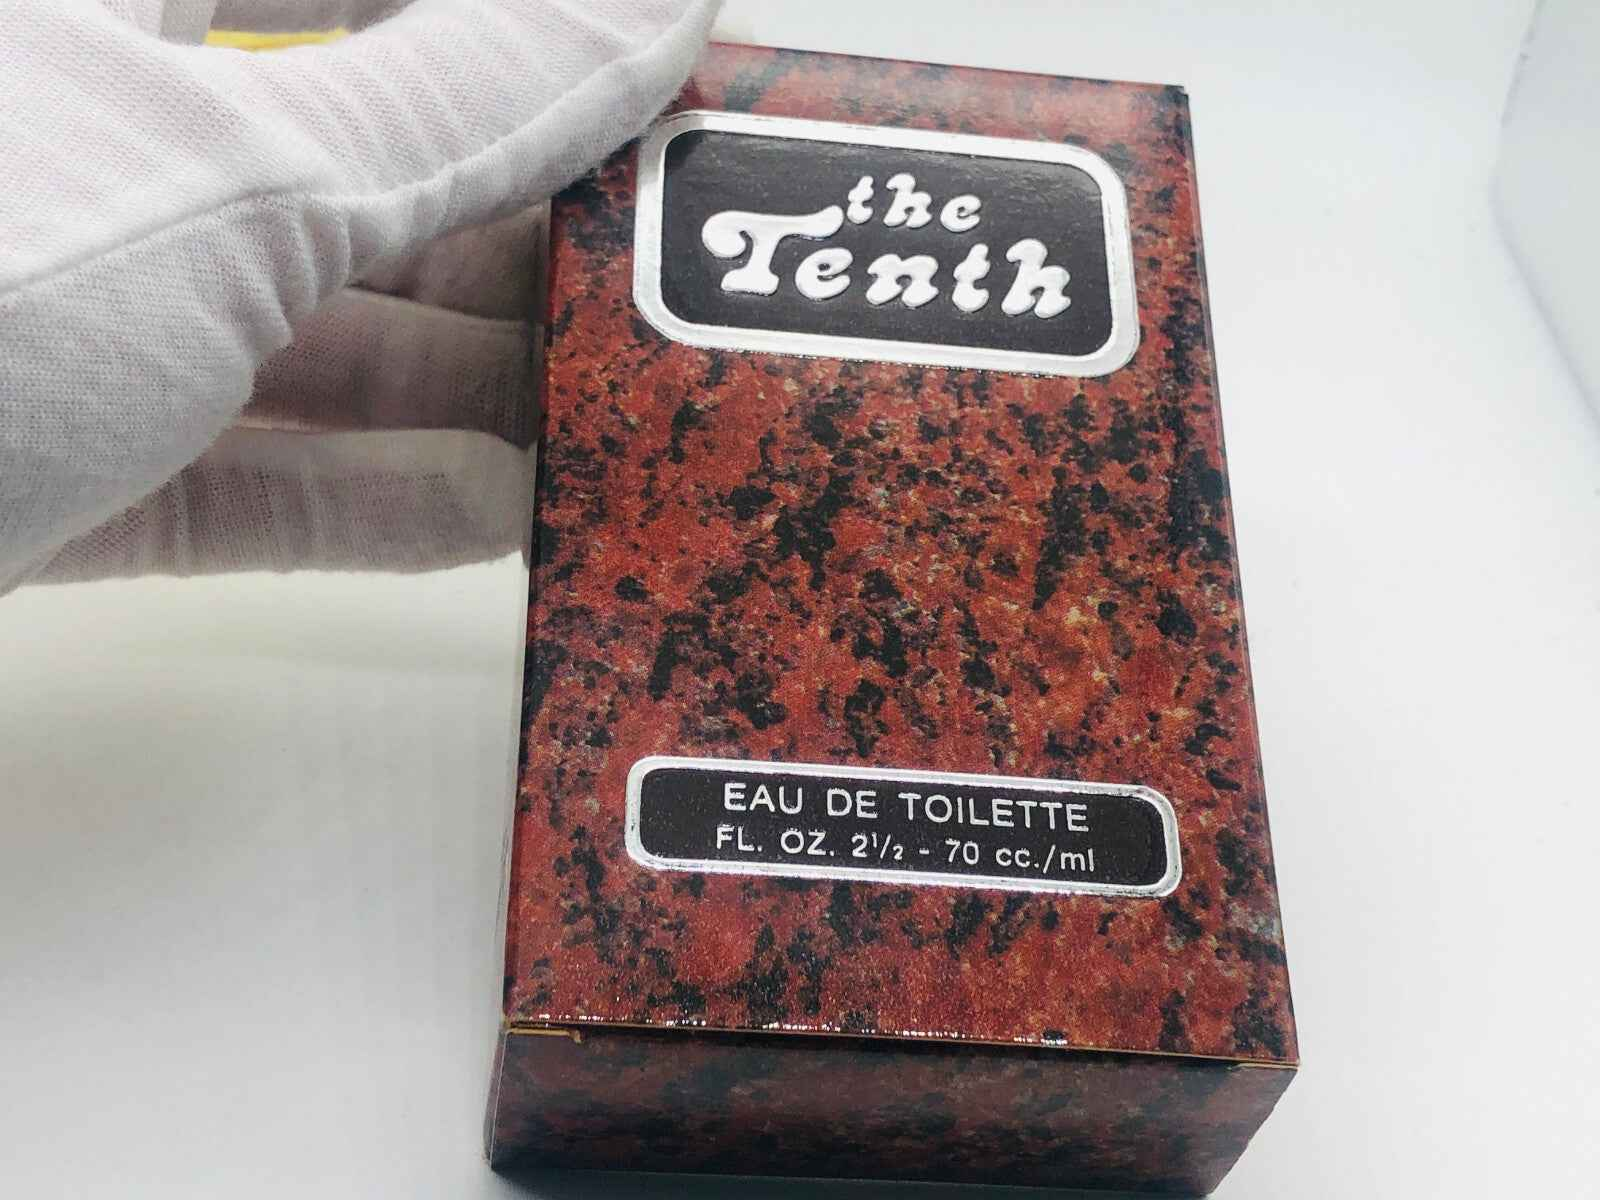 the
Tenth
EAU DE TOILETTE
FL. OZ. 2½ - 70 cc./ml